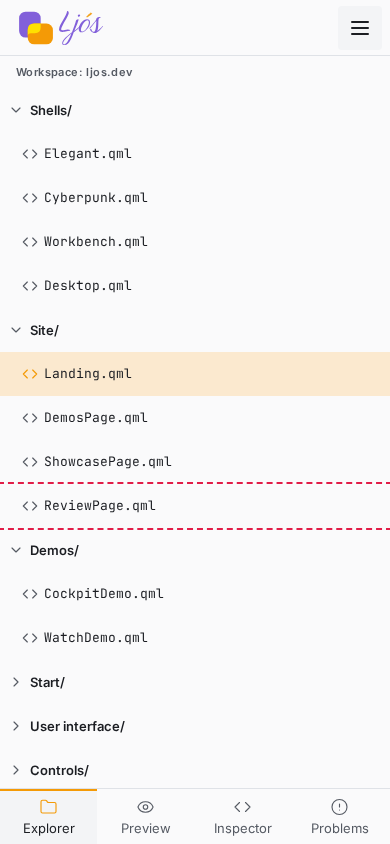 Ljós
Workspace: ljos.dev
Shells/
Elegant.qml
Cyberpunk.qml
Workbench.qml
Desktop.qml
Site/
Landing.qml
DemosPage.qml
ShowcasePage.qml
ReviewPage.qml
Demos/
CockpitDemo.qml
WatchDemo.qml
Start/
User interface/
Controls/
Explorer
Preview
Inspector
Problems